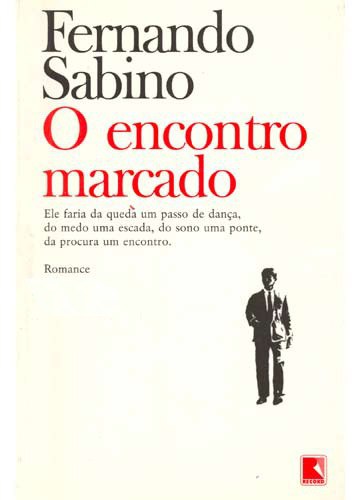 Fernando
Sabino
O encontro
marcado
Ele faria da queda um passo de dança,
do medo uma escada, do sono uma ponte,
da procura um encontro.
Romance
RECORD